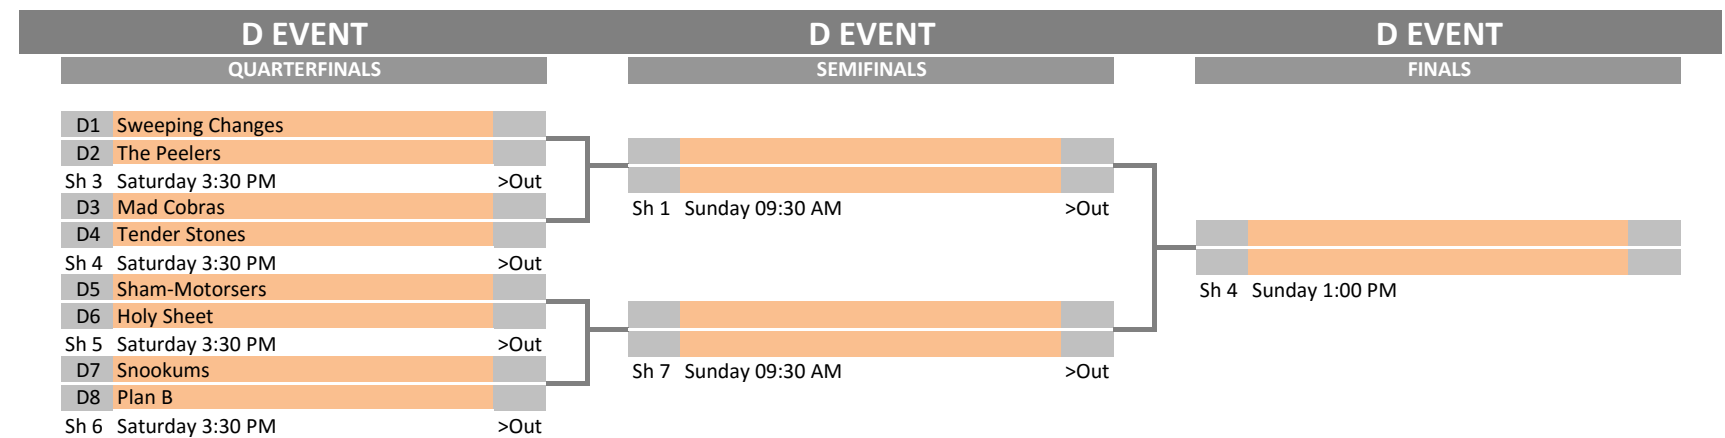 D EVENT D EVENT D EVENT
QUARTERFINALS SEMIFINALS FINALS
D1 Sweeping Changes
D2 The Peelers
Sh 3 Saturday 3:30 PM >Out
D3 Mad Cobras
Sh 1 Sunday 09:30 AM >Out
D4 Tender Stones
Sh 4 Saturday 3:30 PM >Out
D5 Sham-Motorsers
Sh 4 Sunday 1:00 PM
D6 Holy Sheet
Sh 5 Saturday 3:30 PM >Out
D7 Snookums
Sh 7 Sunday 09:30 AM >Out
D8 Plan B
Sh 6 Saturday 3:30 PM >Out